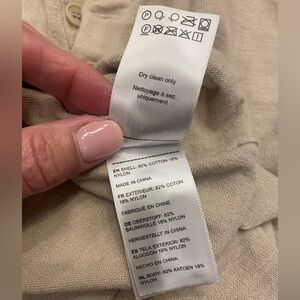 Dry clean only
Nettoyage à sec
uniquement
EN SHELL: 82% COTTON 18%
NYLON
MADE IN CHINA
FR EXTÉRIEUR: 82% COTON
18% NYLON
FABRIQUÉ EN CHINE
DE OBERSTOFF: 82%
BAUMWOLLE 18% NYLON
HERGESTELLT IN CHINA
ES TELA EXTERIOR: 82%
ALGODÓN 18% NYLON
HECHO EN CHINA
NL BODY: 82% KATOEN 18%
NYLON